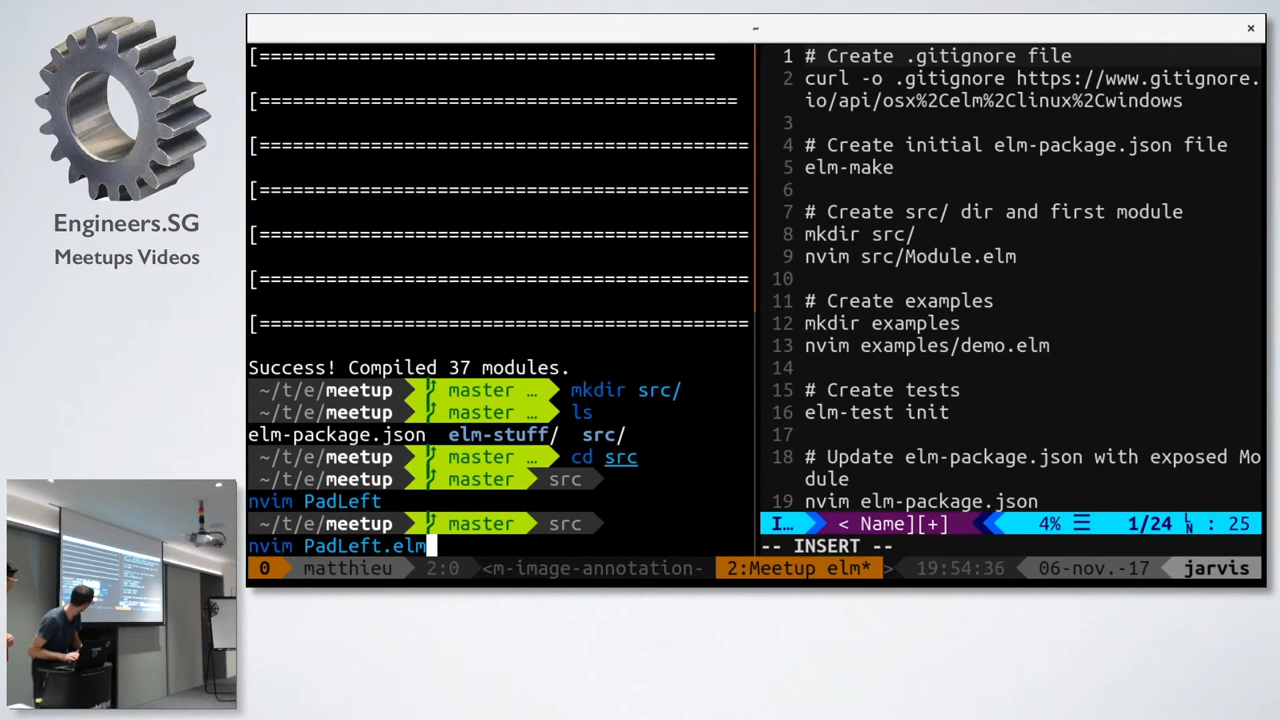 Engineers.SG
Meetups Videos
~
×
[=========================================
[===========================================
[============================================
[============================================
[============================================
[============================================
[============================================
Success! Compiled 37 modules.
~/t/e/meetup master … mkdir src/
~/t/e/meetup master … ls
elm-package.json elm-stuff/ src/
~/t/e/meetup master … cd src
~/t/e/meetup master src
nvim PadLeft
~/t/e/meetup master src
nvim PadLeft.elm
1 # Create .gitignore file
2 curl -o .gitignore https://www.gitignore.
io/api/osx%2Celm%2Clinux%2Cwindows
3
4 # Create initial elm-package.json file
5 elm-make
6
7 # Create src/ dir and first module
8 mkdir src/
9 nvim src/Module.elm
10
11 # Create examples
12 mkdir examples
13 nvim examples/demo.elm
14
15 # Create tests
16 elm-test init
17
18 # Update elm-package.json with exposed Mo
dule
19 nvim elm-package.json
I… < Name][+] 4% ☰ 1/24 LN : 25
-- INSERT --
0 matthieu 2:0 <m-image-annotation- 2:Meetup elm* > 19:54:36 06-nov.-17 jarvis